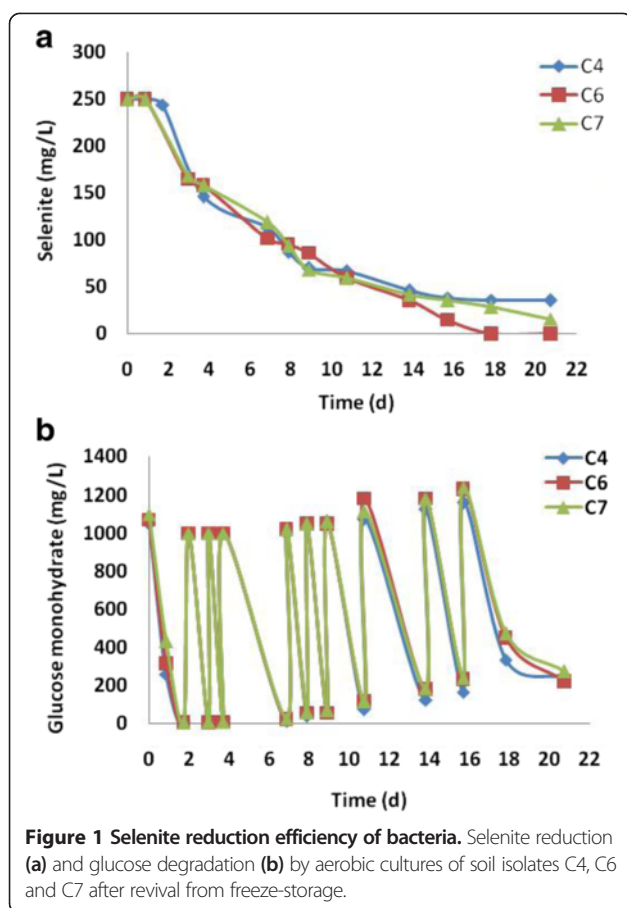 a
300
250
200
150
100
50
0
Selenite (mg/L)
C4
C6
C7
0 2 4 6 8 10 12 14 16 18 20 22
Time (d)
b
1400
1200
1000
800
600
400
200
0
Glucose monohydrate (mg/L)
C4
C6
C7
0 2 4 6 8 10 12 14 16 18 20 22
Time (d)
Figure 1 Selenite reduction efficiency of bacteria. Selenite reduction
(a) and glucose degradation (b) by aerobic cultures of soil isolates C4, C6
and C7 after revival from freeze-storage.